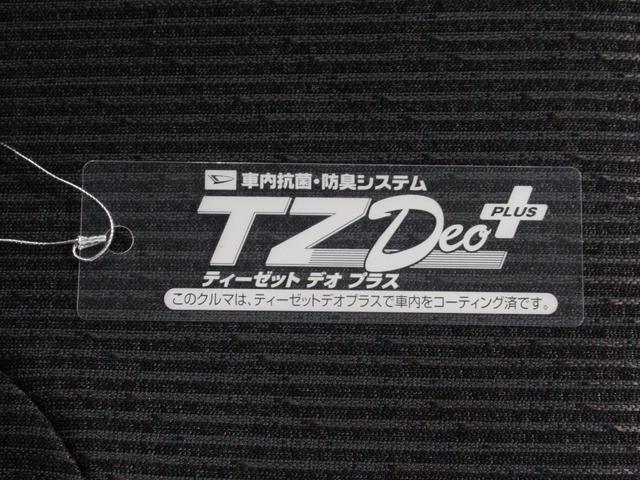 車内抗菌・防臭システム
TZDeo PLUS
ティーゼット デオ プラス
このクルマは、ティーゼットデオプラスで車内をコーティング済です。